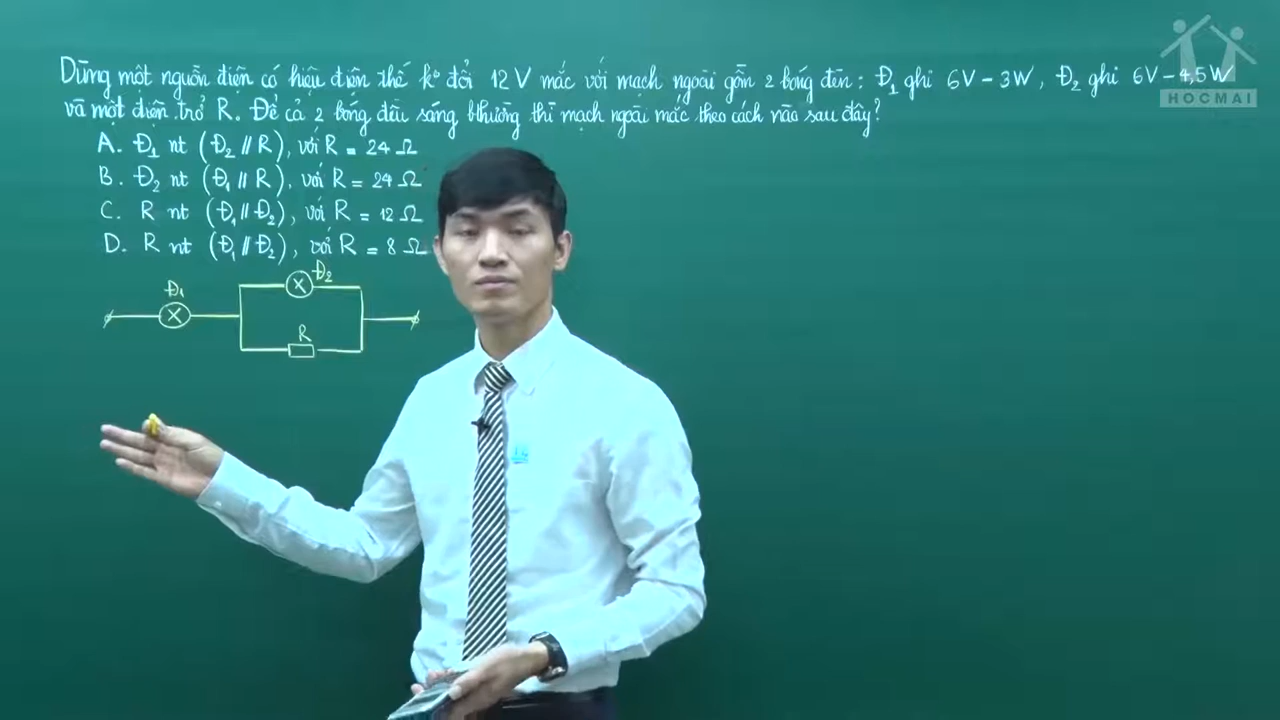 Dùng một nguồn điện có hiệu điện thế kº đổi 12 V mắc với mạch ngoài gồm 2 bóng đèn: Đ₁ ghi 6V - 3W, Đ₂ ghi 6V - 4,5W
và một điện trở R. Để cả 2 bóng đều sáng bthường thì mạch ngoài mắc theo cách nào sau đây?
A. Đ₁ nt (Đ₂ // R), với R = 24 Ω
B. Đ₂ nt (Đ₁ // R), với R = 24 Ω
C. R nt (Đ₁ // Đ₂), với R = 12 Ω
D. R nt (Đ₁ // Đ₂), với R = 8 Ω
Đ₂
Đ₁
R
HOCMAI